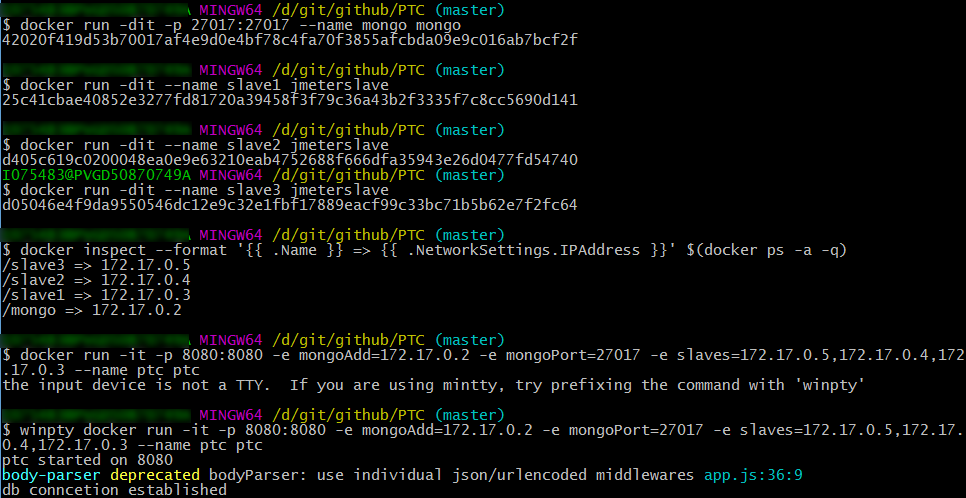 MINGW64 /d/git/github/PTC (master)
$ docker run -dit -p 27017:27017 --name mongo mongo
42020f419d53b70017af4e9d0e4bf78c4fa70f3855afcbda09e9c016ab7bcf2f
MINGW64 /d/git/github/PTC (master)
$ docker run -dit --name slave1 jmeterslave
25c41cbae40852e3277fd81720a39458f3f79c36a43b2f3335f7c8cc5690d141
MINGW64 /d/git/github/PTC (master)
$ docker run -dit --name slave2 jmeterslave
d405c619c0200048ea0e9e63210eab4752688f666dfa35943e26d0477fd54740
I075483@PVGD50870749A MINGW64 /d/git/github/PTC (master)
$ docker run -dit --name slave3 jmeterslave
d05046e4f9da9550546dc12e9c32e1fbf17889eacf99c33bc71b5b62e7f2fc64
MINGW64 /d/git/github/PTC (master)
$ docker inspect --format '{{ .Name }} => {{ .NetworkSettings.IPAddress }}' $(docker ps -a -q)
/slave3 => 172.17.0.5
/slave2 => 172.17.0.4
/slave1 => 172.17.0.3
/mongo => 172.17.0.2
MINGW64 /d/git/github/PTC (master)
$ docker run -it -p 8080:8080 -e mongoAdd=172.17.0.2 -e mongoPort=27017 -e slaves=172.17.0.5,172.17.0.4,172
.17.0.3 --name ptc ptc
the input device is not a TTY.  If you are using mintty, try prefixing the command with 'winpty'
MINGW64 /d/git/github/PTC (master)
$ winpty docker run -it -p 8080:8080 -e mongoAdd=172.17.0.2 -e mongoPort=27017 -e slaves=172.17.0.5,172.17.
0.4,172.17.0.3 --name ptc ptc
ptc started on 8080
body-parser deprecated bodyParser: use individual json/urlencoded middlewares app.js:36:9
db conncetion established